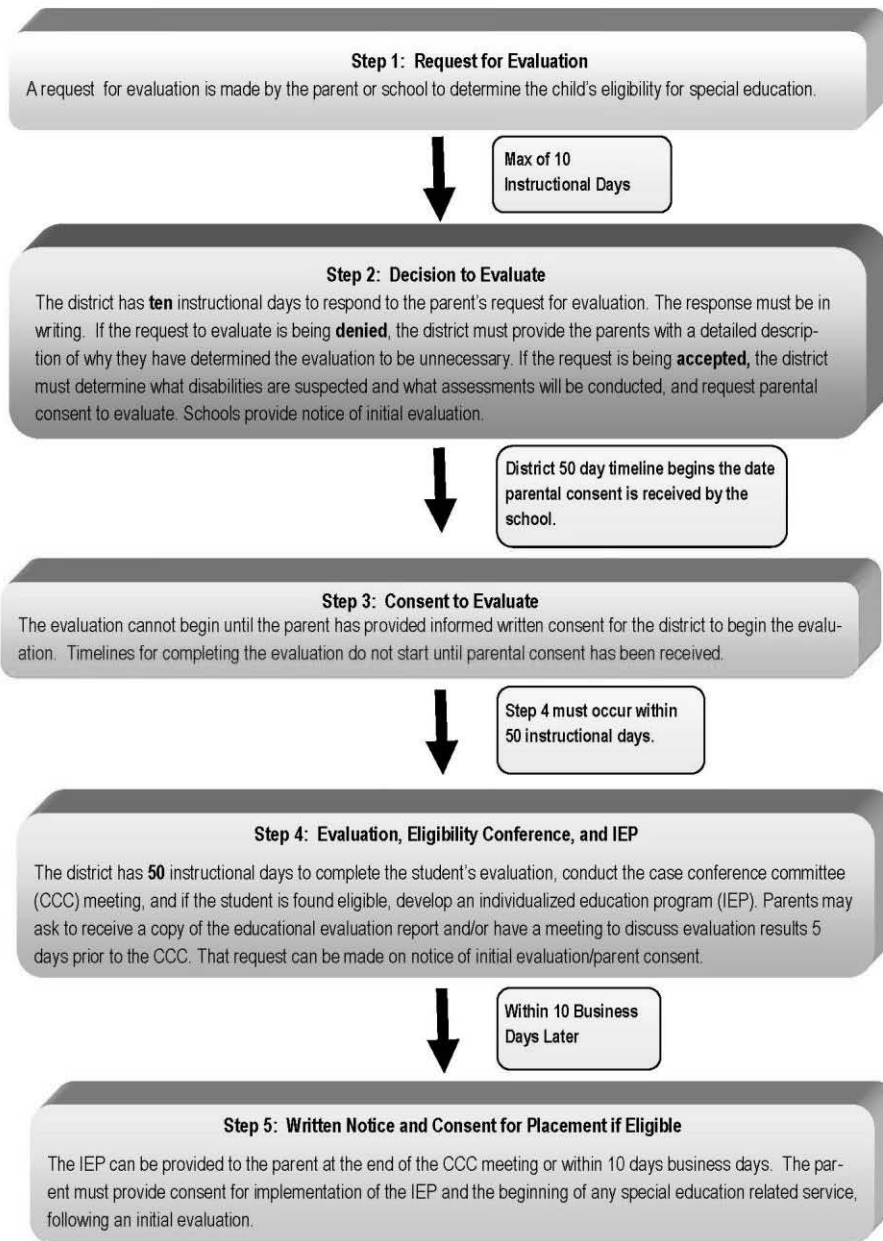 Step 1: Request for Evaluation
A request for evaluation is made by the parent or school to determine the child's eligibility for special education.
Max of 10
Instructional Days
Step 2: Decision to Evaluate
The district has ten instructional days to respond to the parent's request for evaluation. The response must be in
writing. If the request to evaluate is being denied, the district must provide the parents with a detailed descrip-
tion of why they have determined the evaluation to be unnecessary. If the request is being accepted, the district
must determine what disabilities are suspected and what assessments will be conducted, and request parental
consent to evaluate. Schools provide notice of initial evaluation.
District 50 day timeline begins the date
parental consent is received by the
school.
Step 3: Consent to Evaluate
The evaluation cannot begin until the parent has provided informed written consent for the district to begin the evalu-
ation. Timelines for completing the evaluation do not start until parental consent has been received.
Step 4 must occur within
50 instructional days.
Step 4: Evaluation, Eligibility Conference, and IEP
The district has 50 instructional days to complete the student's evaluation, conduct the case conference committee
(CCC) meeting, and if the student is found eligible, develop an individualized education program (IEP). Parents may
ask to receive a copy of the educational evaluation report and/or have a meeting to discuss evaluation results 5
days prior to the CCC. That request can be made on notice of initial evaluation/parent consent.
Within 10 Business
Days Later
Step 5: Written Notice and Consent for Placement if Eligible
The IEP can be provided to the parent at the end of the CCC meeting or within 10 days business days. The par-
ent must provide consent for implementation of the IEP and the beginning of any special education related service,
following an initial evaluation.